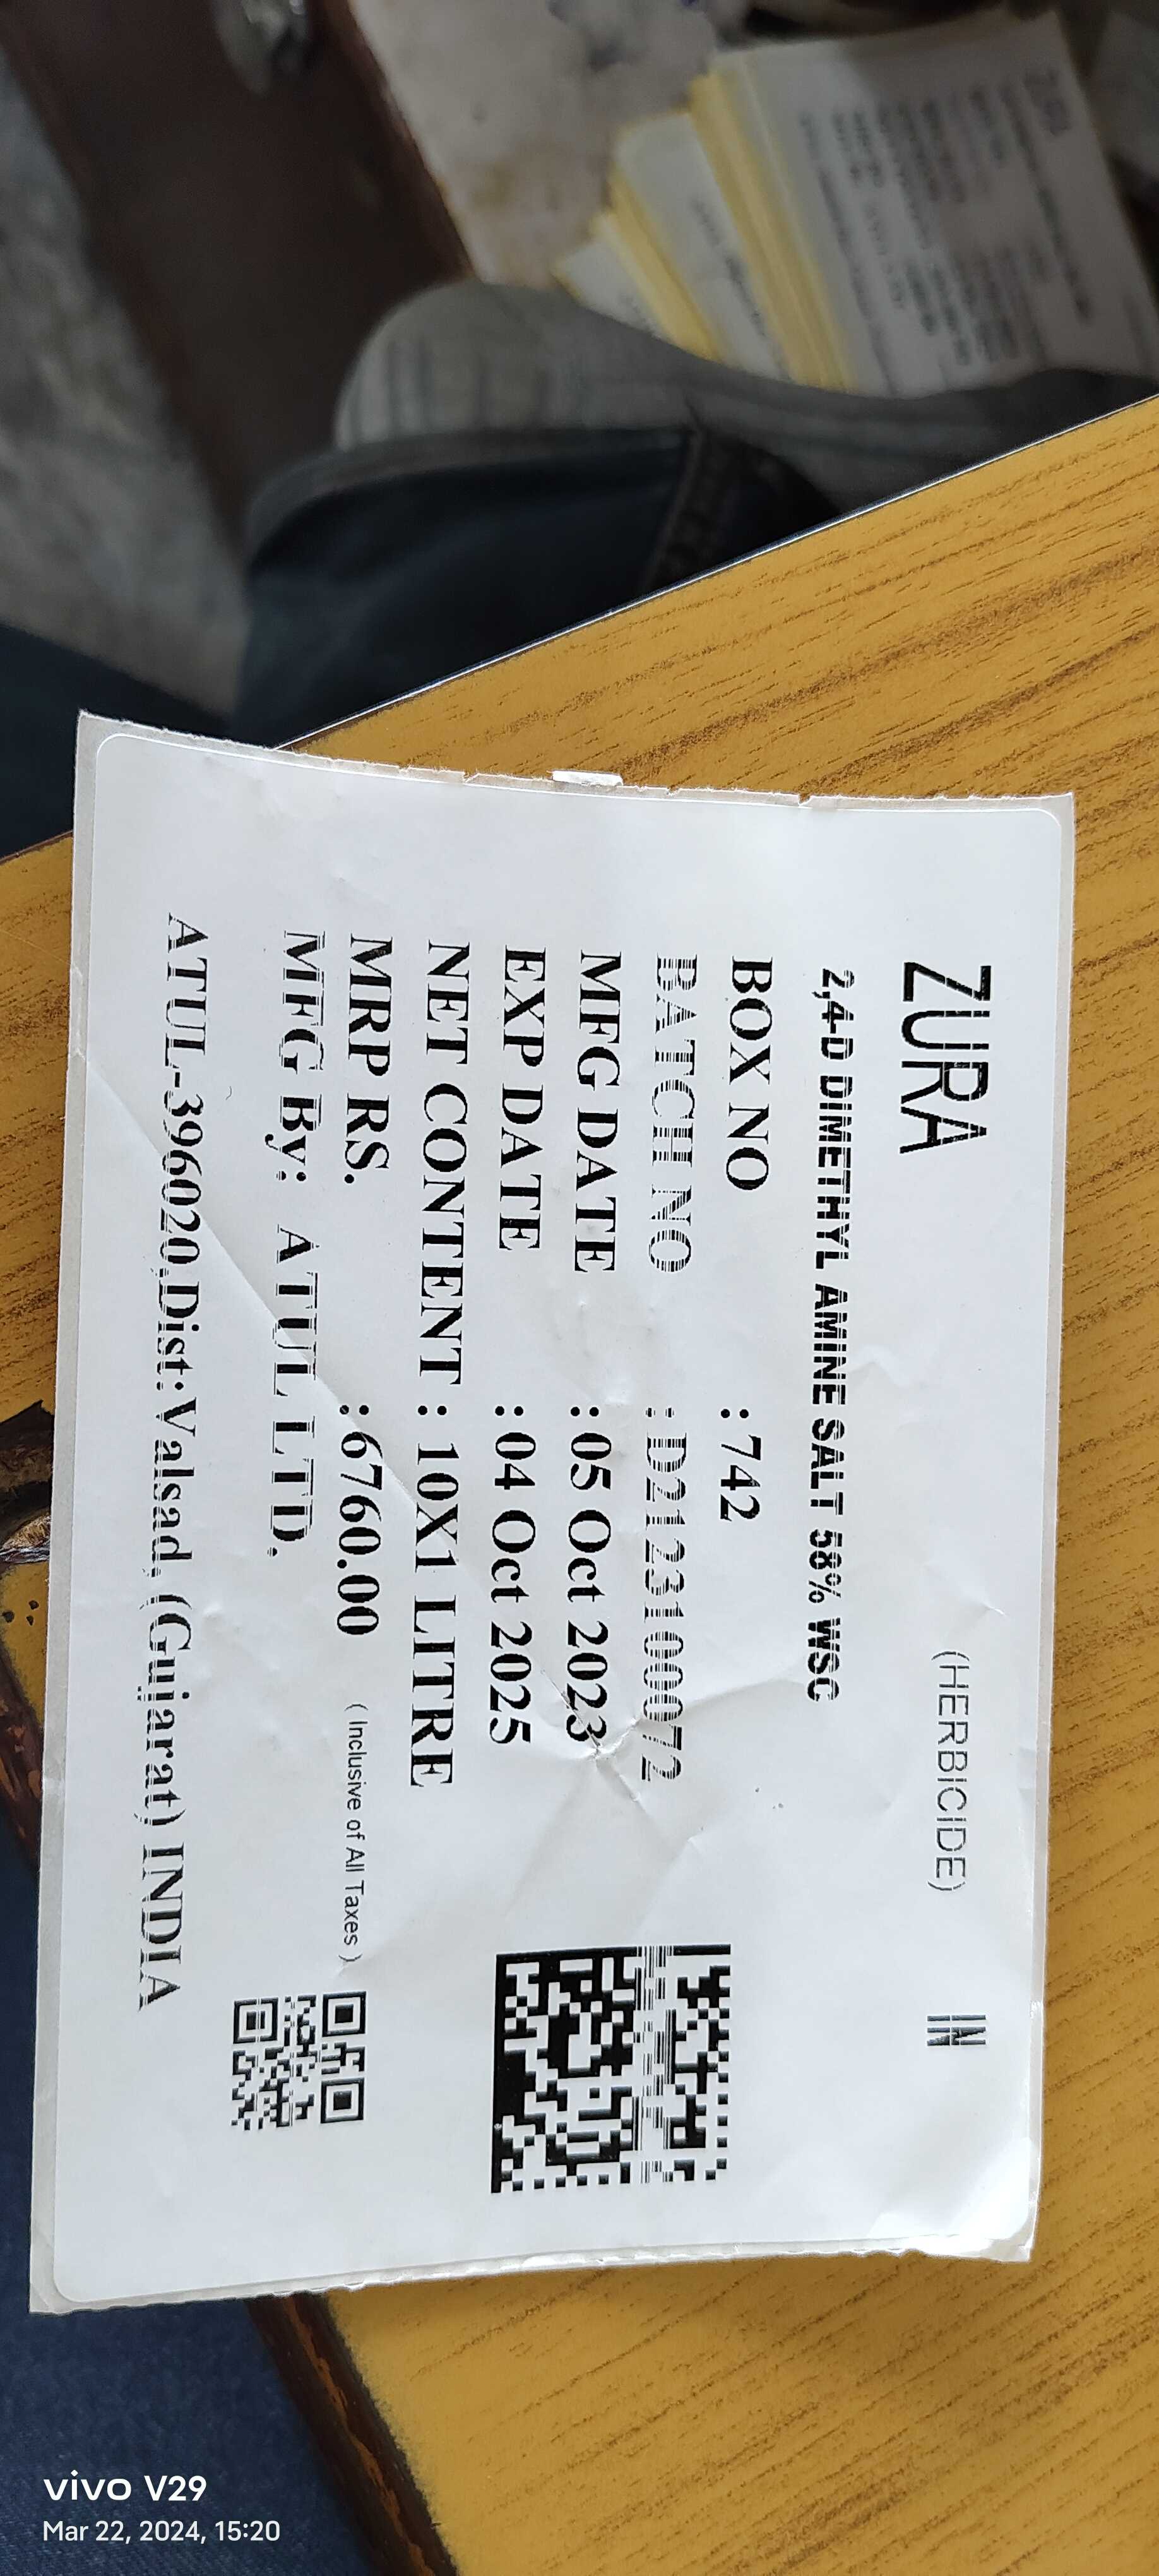 ZURA (HERBICIDE) IN
2,4-D DIMETHYL AMINE SALT 58% WSC
BOX NO :742
BATCH NO :D2123100072
MFG DATE :05 Oct 2023
EXP DATE :04 Oct 2025
NET CONTENT : 10X1 LITRE
MRP RS. :6760.00 ( Inclusive of All Taxes )
MFG By: ATUL LTD.
ATUL-396020,Dist:Valsad, (Gujarat) INDIA
vivo V29
Mar 22, 2024, 15:20